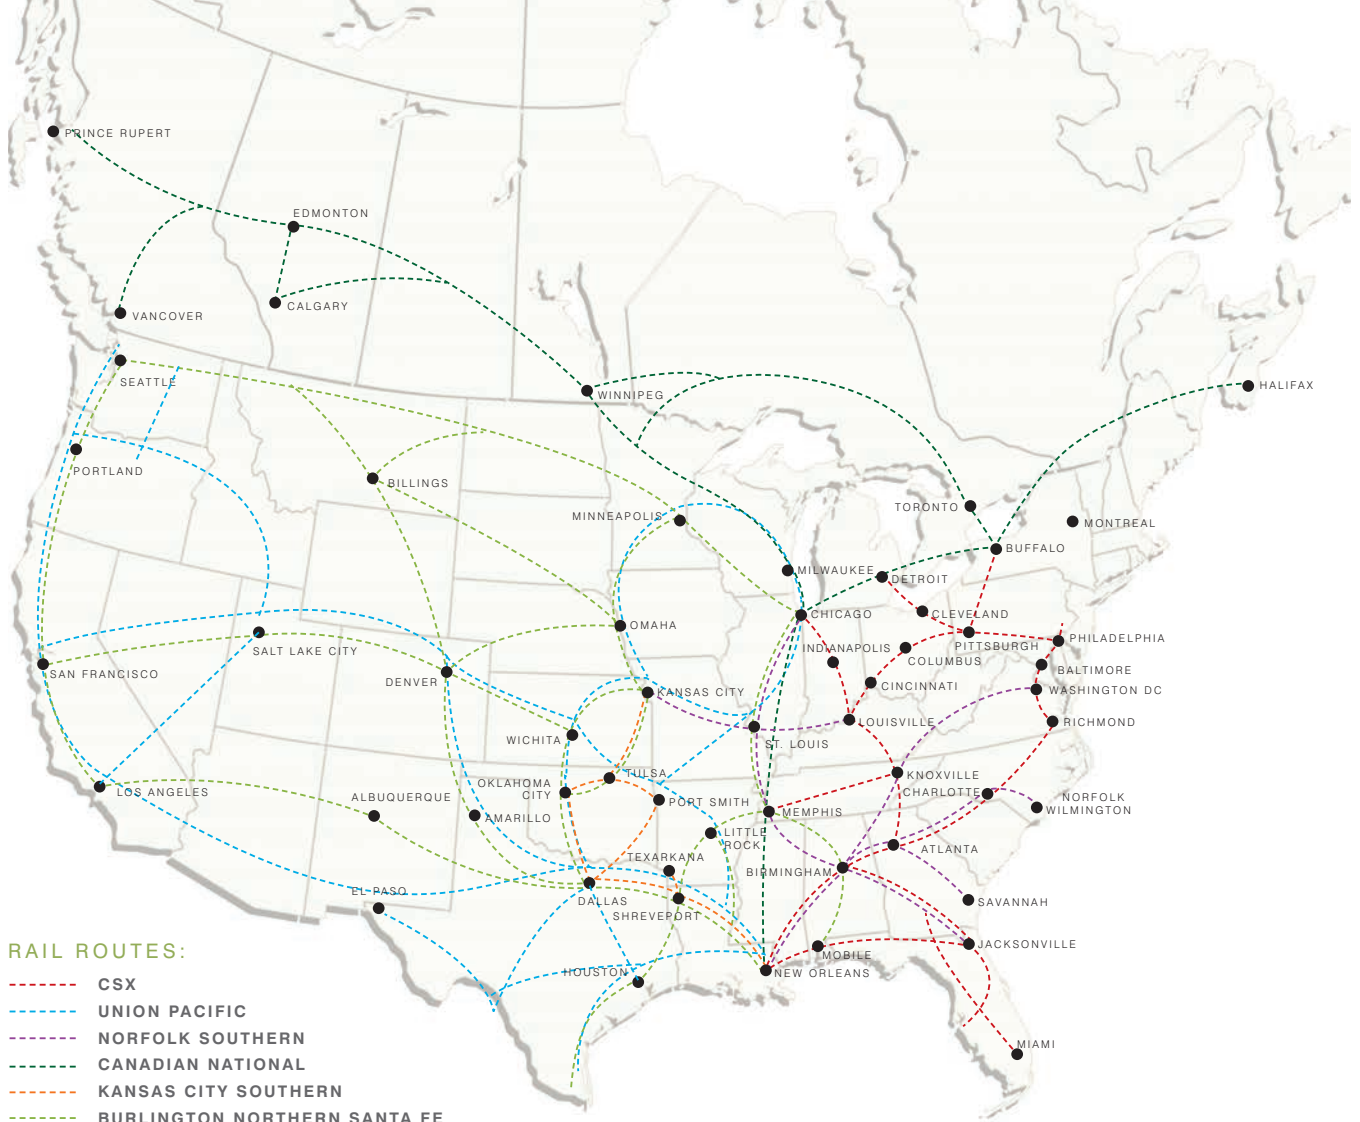 PRINCE RUPERT
EDMONTON
CALGARY
VANCOVER
SEATTLE
WINNIPEG
HALIFAX
PORTLAND
BILLINGS
MINNEAPOLIS
TORONTO
MONTREAL
BUFFALO
MILWAUKEE
DETROIT
CHICAGO
CLEVELAND
OMAHA
PITTSBURGH
PHILADELPHIA
INDIANAPOLIS
COLUMBUS
BALTIMORE
SALT LAKE CITY
SAN FRANCISCO
DENVER
CINCINNATI
WASHINGTON DC
KANSAS CITY
LOUISVILLE
RICHMOND
WICHITA
ST. LOUIS
TULSA
KNOXVILLE
OKLAHOMA
CITY
LOS ANGELES
ALBUQUERQUE
CHARLOTTE
NORFOLK
WILMINGTON
PORT SMITH
AMARILLO
MEMPHIS
LITTLE
ROCK
ATLANTA
TEXARKANA
BIRMINGHAM
EL PASO
DALLAS
SHREVEPORT
SAVANNAH
JACKSONVILLE
MOBILE
HOUSTON
NEW ORLEANS
MIAMI
RAIL ROUTES:
CSX
UNION PACIFIC
NORFOLK SOUTHERN
CANADIAN NATIONAL
KANSAS CITY SOUTHERN
BURLINGTON NORTHERN SANTA FE